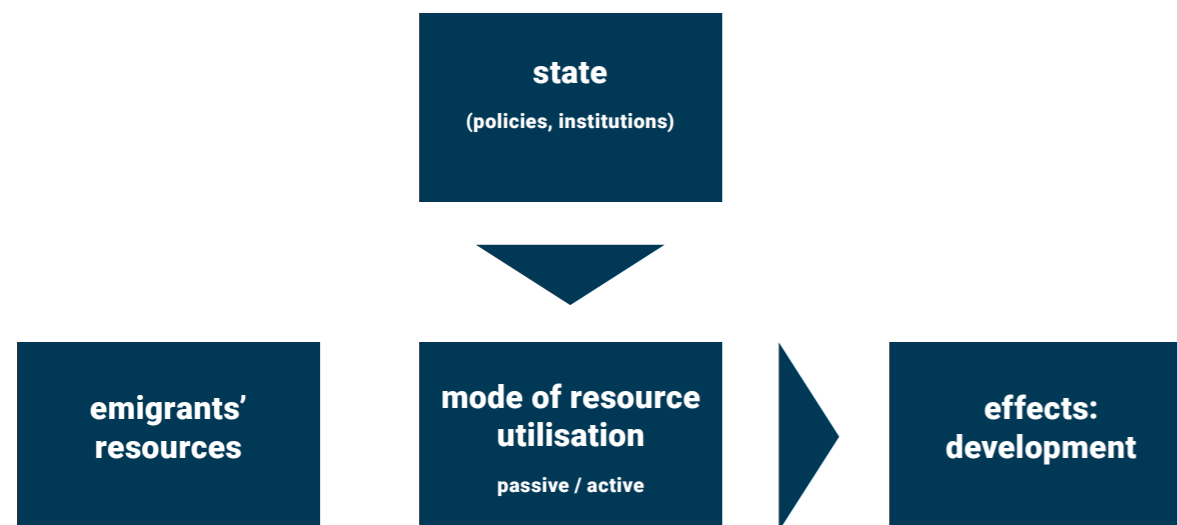 state
(policies, institutions)
emigrants’
resources
mode of resource
utilisation
passive / active
effects:
development